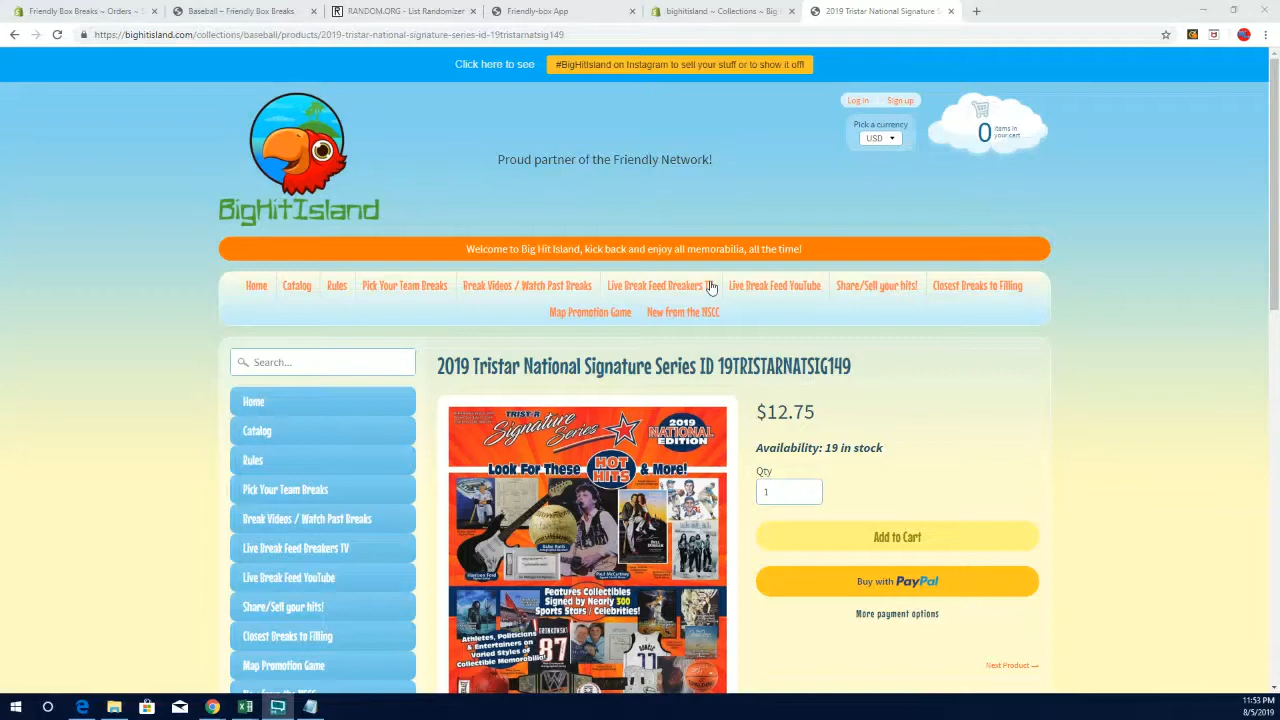 Friendly Box Breaks ~ Orders ~ S
Baseball – Friendly Box Breaks
RANDOM.ORG - List Randomizer
Friendly-box App
bighitisland ~ Collections ~ Big
2019 Tristar National Signature S
https://bighitisland.com/collections/baseball/products/2019-tristar-national-signature-series-id-19tristarnatsig149
Click here to see
#BigHitIsland on Instagram to sell your stuff or to show it off!
Log in
Sign up
Pick a currency
USD
0 items in
your cart
Proud partner of the Friendly Network!
BigHitIsland
Welcome to Big Hit Island, kick back and enjoy all memorabilia, all the time!
Home Catalog Rules Pick Your Team Breaks Break Videos / Watch Past Breaks Live Break Feed Breakers Live Break Feed YouTube Share/Sell your hits! Closest Breaks to Filling
Map Promotion Game New from the NSCC
Search...
Home
Catalog
Rules
Pick Your Team Breaks
Break Videos / Watch Past Breaks
Live Break Feed Breakers TV
Live Break Feed YouTube
Share/Sell your hits!
Closest Breaks to Filling
Map Promotion Game
2019 Tristar National Signature Series ID 19TRISTARNATSIG149
TRISTAR
Signature Series
2019
NATIONAL
EDITION
Look For These HOT HITS & More!
Babe Ruth
Paul McCartney
Features Collectibles
Signed by Nearly 300
Sports Stars / Celebrities!
Athletes, Politicians
& Entertainers on
Varied Styles of
Collectible Memorabilia!
GRONKOWSKI
87
DONCIC
77
$12.75
Availability: 19 in stock
Qty
1
Add to Cart
Buy with PayPal
More payment options
Next Product →
11:53 PM
8/5/2019